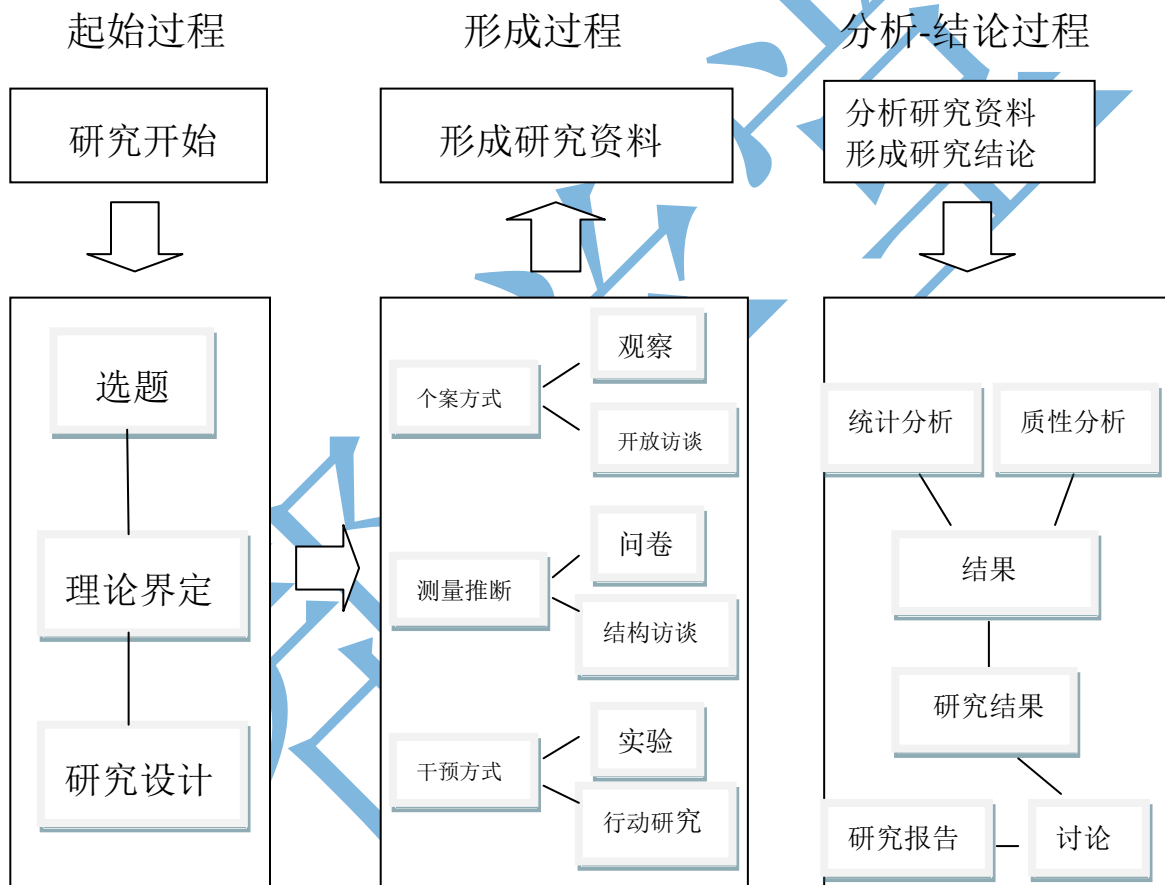 起始过程
形成过程
分析-结论过程
研究开始
形成研究资料
分析研究资料
形成研究结论
选题
理论界定
研究设计
个案方式
观察
开放访谈
测量推断
问卷
结构访谈
干预方式
实验
行动研究
统计分析
质性分析
结果
研究结果
研究报告
讨论